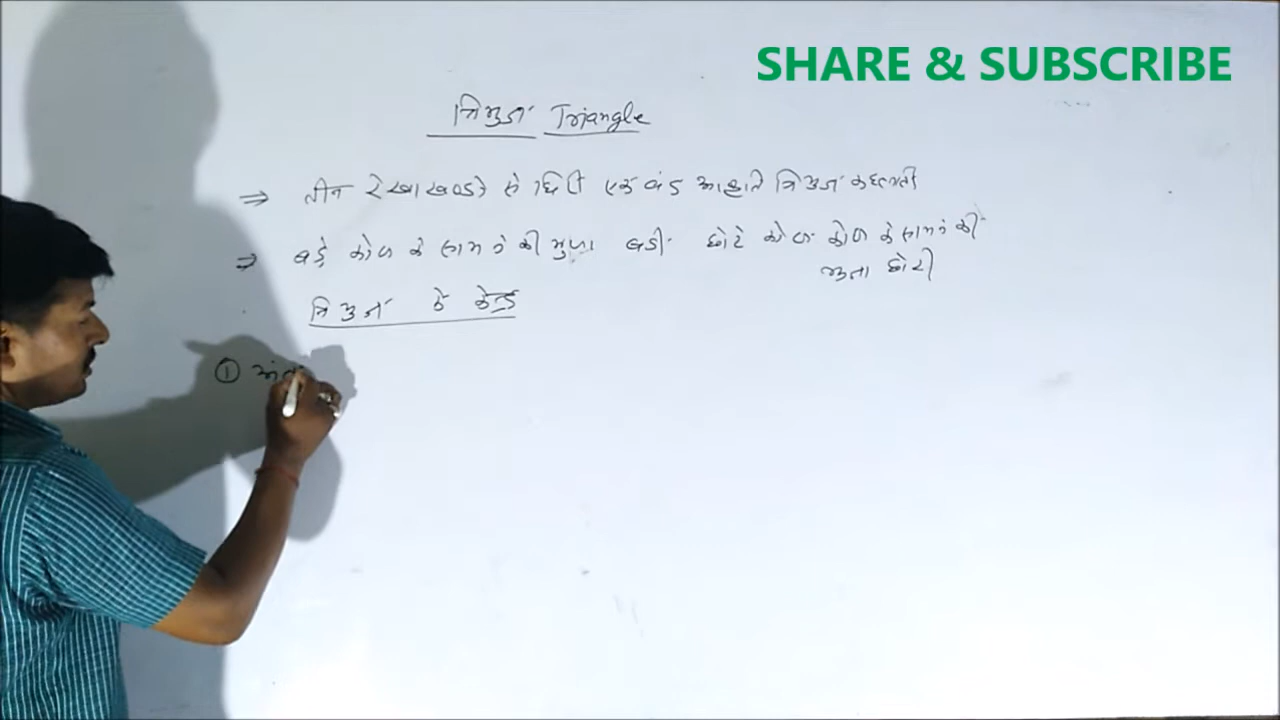 SHARE & SUBSCRIBE
त्रिभुज Triangle
⇒ तीन रेखाखण्डो से घिरी एक बंद आकृति त्रिभुज कहलाती
⇒ बड़े कोण के सामने की भुजा बडी छोटे कोण कोण के सामने की
भुजा छोटी
त्रिभुज के केन्द्र
① अंत